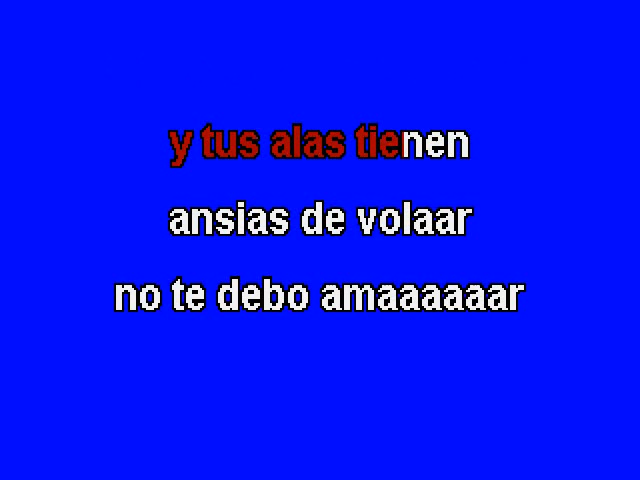 y tus alas tienen
ansias de volaar
no te debo amaaaaaar